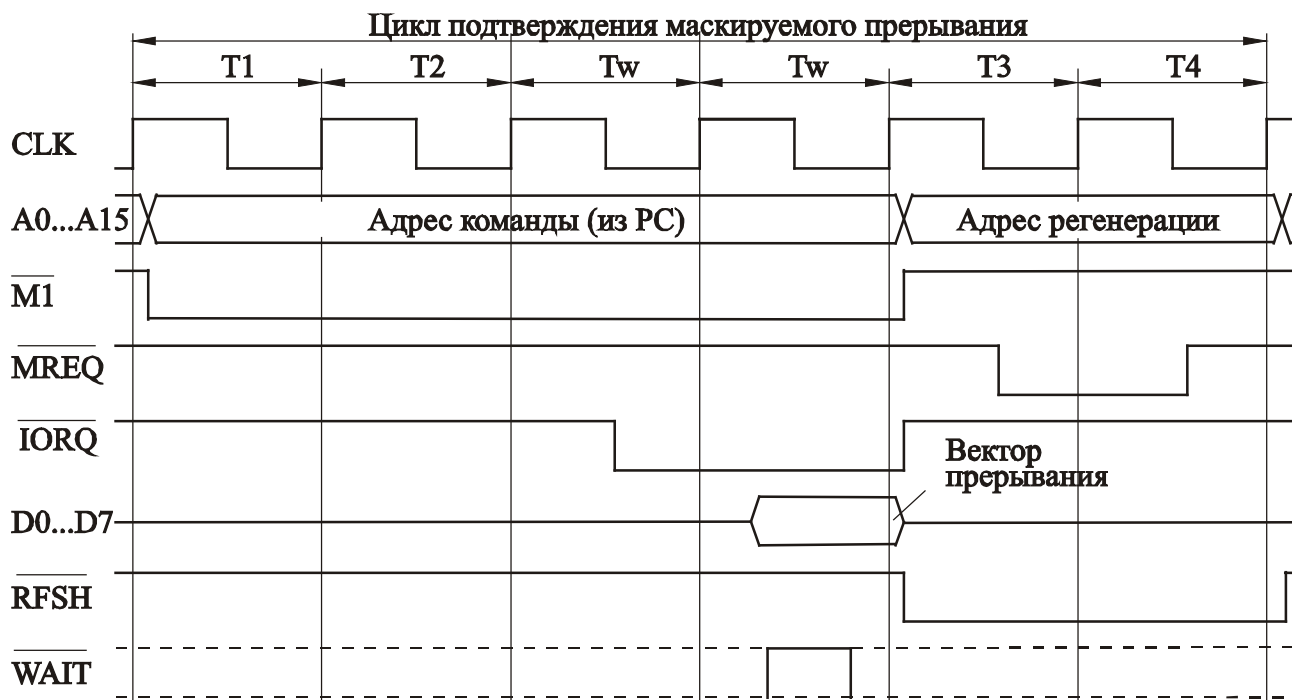 Цикл подтверждения маскируемого прерывания
T1 T2 Tw Tw T3 T4
CLK
A0...A15 Адрес команды (из PC) Адрес регенерации
M1
MREQ
IORQ
Вектор
прерывания
D0...D7
RFSH
WAIT